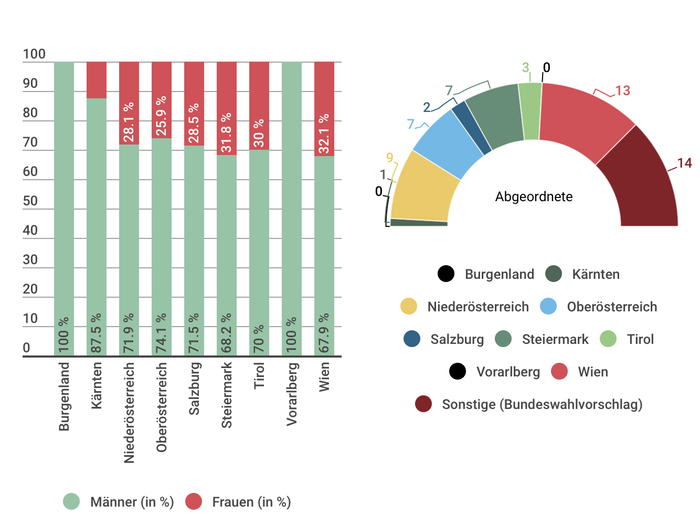 100
90
80
70
60
50
40
30
20
10
0
100 %
87.5 %
71.9 %
28.1 %
74.1 %
25.9 %
71.5 %
28.5 %
68.2 %
31.8 %
70 %
30 %
100 %
67.9 %
32.1 %
Burgenland
Kärnten
Niederösterreich
Oberösterreich
Salzburg
Steiermark
Tirol
Vorarlberg
Wien
Männer (in %) Frauen (in %)
0
1
9
7
2
7
3
0
13
14
Abgeordnete
Burgenland Kärnten
Niederösterreich Oberösterreich
Salzburg Steiermark Tirol
Vorarlberg Wien
Sonstige (Bundeswahlvorschlag)